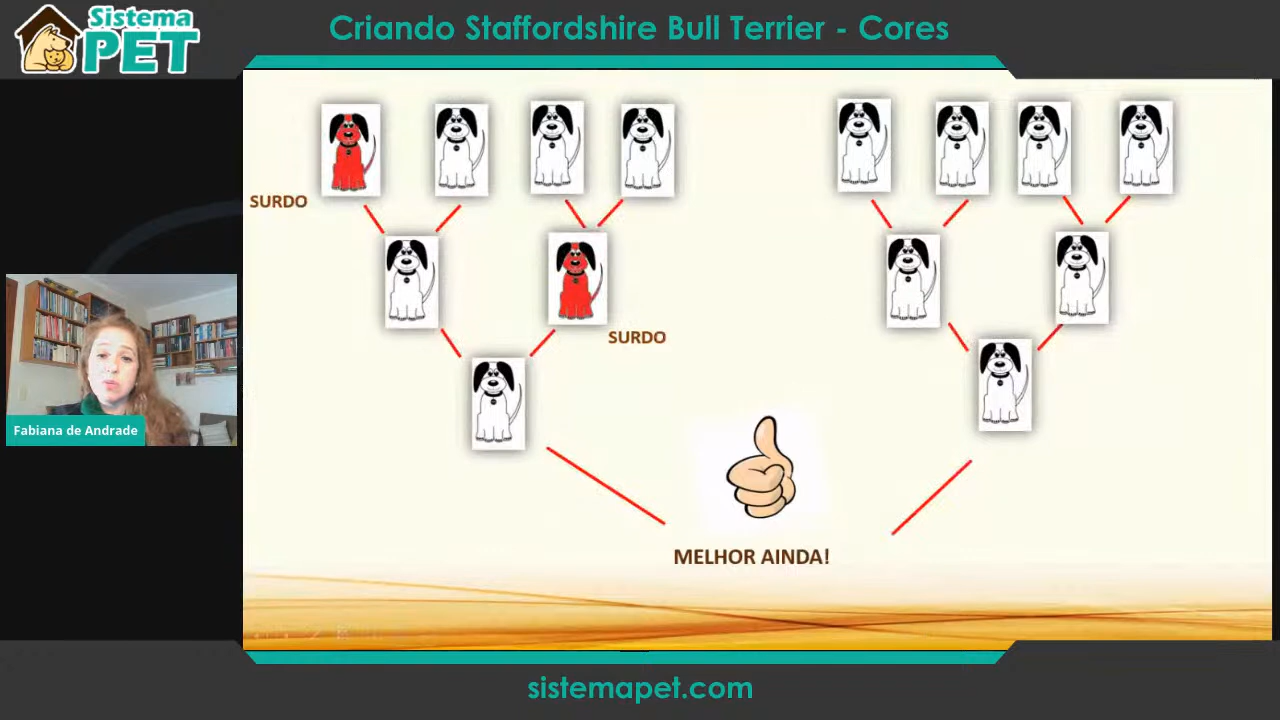 Sistema
PET
Criando Staffordshire Bull Terrier - Cores
SURDO
SURDO
MELHOR AINDA!
Fabiana de Andrade
sistemapet.com